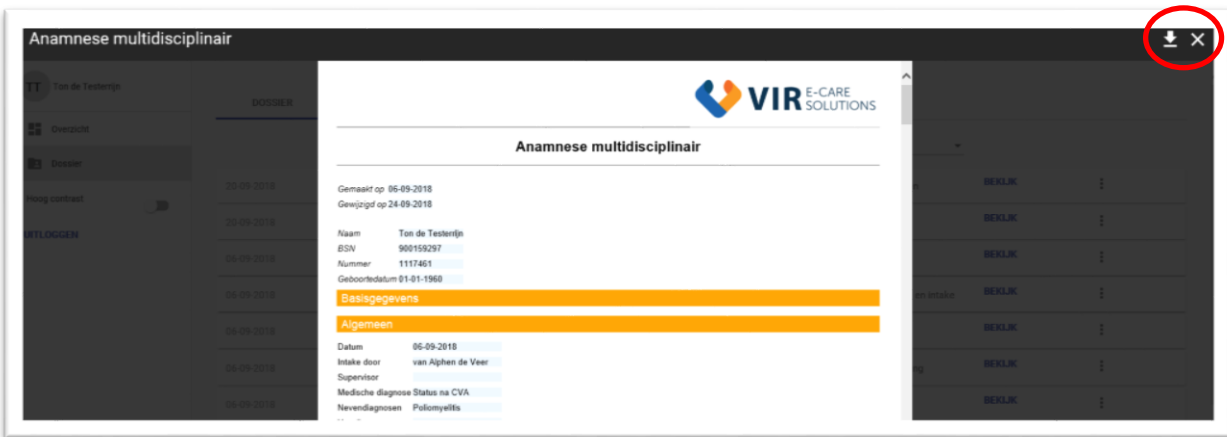 Anamnese multidisciplinair
TT Ton de Testerrijn
DOSSIER
Overzicht
Dossier
Hoog contrast
UITLOGGEN
VIR E-CARE SOLUTIONS
Anamnese multidisciplinair
Gemaakt op 06-09-2018
Gewijzigd op 24-09-2018
Naam Ton de Testerrijn
BSN 900159297
Nummer 1117461
Geboortedatum 01-01-1960
Basisgegevens
Algemeen
Datum 06-09-2018
Intake door van Alphen de Veer
Supervisor
Medische diagnose Status na CVA
Nevendiagnosen Poliomyelitis
20-09-2018 BEKIJK
20-09-2018 BEKIJK
06-09-2018 BEKIJK
06-09-2018 en intake BEKIJK
06-09-2018 BEKIJK
06-09-2018 BEKIJK
06-09-2018 BEKIJK